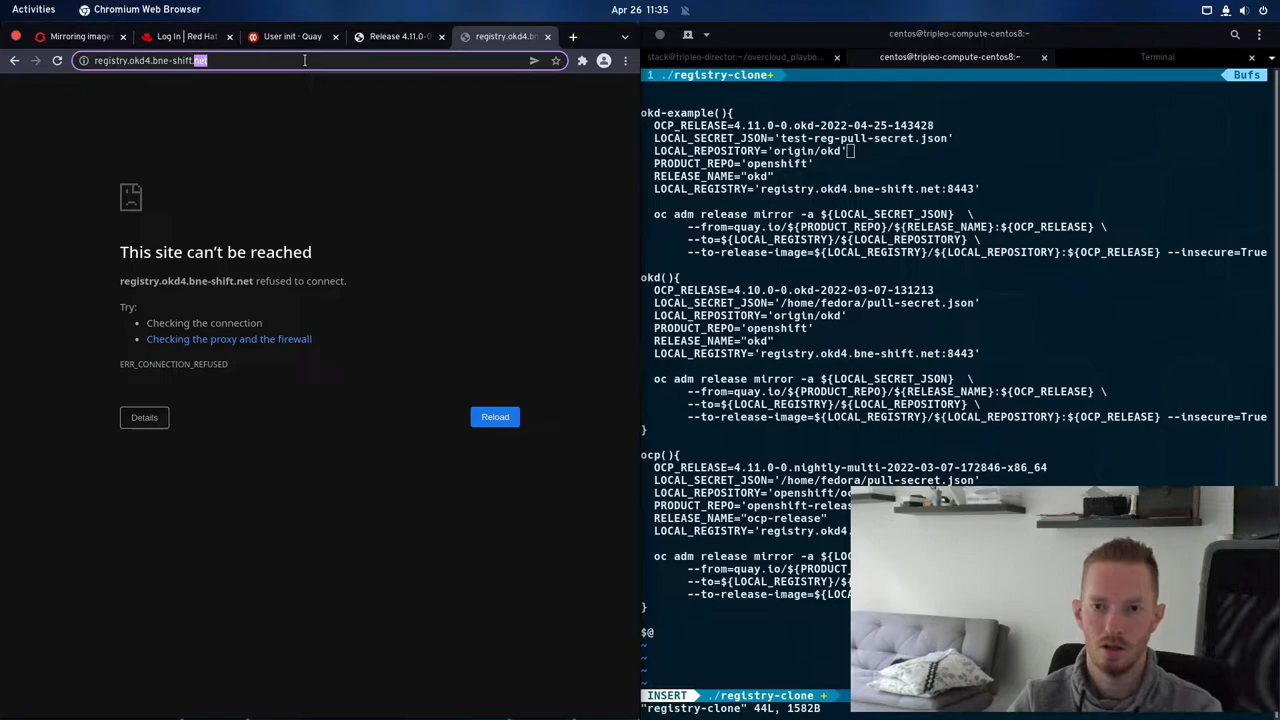 Activities
Chromium Web Browser
Apr 26 11:35
Mirroring images
Log In | Red Hat
User init · Quay
Release 4.11.0-0.
registry.okd4.bn
registry.okd4.bne-shift.net
This site can't be reached
registry.okd4.bne-shift.net refused to connect.
Try:
Checking the connection
Checking the proxy and the firewall
ERR_CONNECTION_REFUSED
Details
Reload
centos@tripleo-compute-centos8:~
stack@tripleo-director:~/overcloud_playbo...
centos@tripleo-compute-centos8:~
Terminal
1 ./registry-clone+
Bufs
okd-example(){
OCP_RELEASE=4.11.0-0.okd-2022-04-25-143428
LOCAL_SECRET_JSON='test-reg-pull-secret.json'
LOCAL_REPOSITORY='origin/okd'
PRODUCT_REPO='openshift'
RELEASE_NAME="okd"
LOCAL_REGISTRY='registry.okd4.bne-shift.net:8443'
oc adm release mirror -a ${LOCAL_SECRET_JSON} \
--from=quay.io/${PRODUCT_REPO}/${RELEASE_NAME}:${OCP_RELEASE} \
--to=${LOCAL_REGISTRY}/${LOCAL_REPOSITORY} \
--to-release-image=${LOCAL_REGISTRY}/${LOCAL_REPOSITORY}:${OCP_RELEASE} --insecure=True
okd(){
OCP_RELEASE=4.10.0-0.okd-2022-03-07-131213
LOCAL_SECRET_JSON='/home/fedora/pull-secret.json'
LOCAL_REPOSITORY='origin/okd'
PRODUCT_REPO='openshift'
RELEASE_NAME="okd"
LOCAL_REGISTRY='registry.okd4.bne-shift.net:8443'
oc adm release mirror -a ${LOCAL_SECRET_JSON} \
--from=quay.io/${PRODUCT_REPO}/${RELEASE_NAME}:${OCP_RELEASE} \
--to=${LOCAL_REGISTRY}/${LOCAL_REPOSITORY} \
--to-release-image=${LOCAL_REGISTRY}/${LOCAL_REPOSITORY}:${OCP_RELEASE} --insecure=True
}
ocp(){
OCP_RELEASE=4.11.0-0.nightly-multi-2022-03-07-172846-x86_64
LOCAL_SECRET_JSON='/home/fedora/pull-secret.json'
LOCAL_REPOSITORY='openshift/oc
PRODUCT_REPO='openshift-releas
RELEASE_NAME="ocp-release"
LOCAL_REGISTRY='registry.okd4.
oc adm release mirror -a ${LOC
--from=quay.io/${PRODUCT_
--to=${LOCAL_REGISTRY}/${
--to-release-image=${LOCA
}
$@
~
~
~
~
INSERT ./registry-clone +
"registry-clone" 44L, 1582B